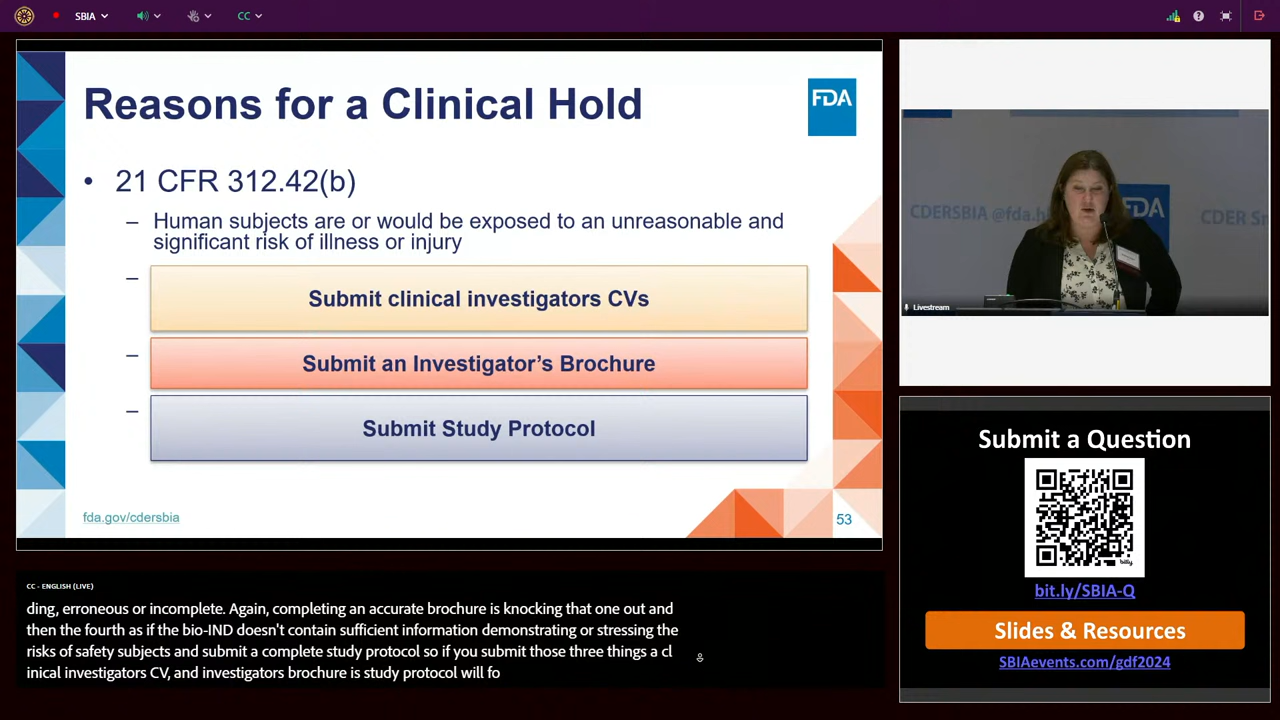 SBIA
CC
Reasons for a Clinical Hold
FDA
• 21 CFR 312.42(b)
– Human subjects are or would be exposed to an unreasonable and
significant risk of illness or injury
– Submit clinical investigators CVs
– Submit an Investigator's Brochure
– Submit Study Protocol
fda.gov/cdersbia
53
CDERSBIA @fda.h
FDA
CDER Sm
Livestream
Submit a Question
bitly
bit.ly/SBIA-Q
Slides & Resources
SBIAevents.com/gdf2024
CC - ENGLISH (LIVE)
ding, erroneous or incomplete. Again, completing an accurate brochure is knocking that one out and
then the fourth as if the bio-IND doesn't contain sufficient information demonstrating or stressing the
risks of safety subjects and submit a complete study protocol so if you submit those three things a cl
inical investigators CV, and investigators brochure is study protocol will fo